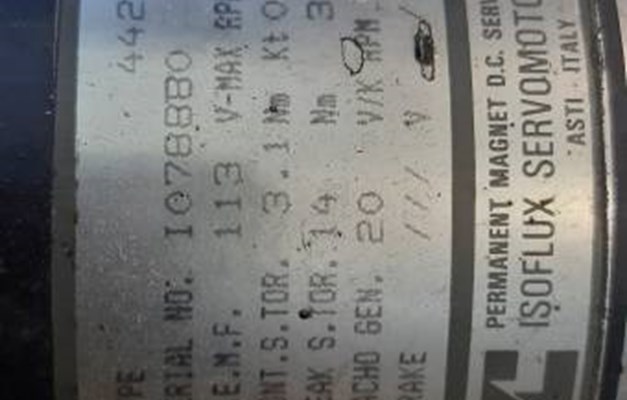 PE 442
RIAL NO: I078880
E.M.F. 113 V-MAX RP
NT.S.TOR. 3.1 Nm Kt 0
EAK S.TOR. 14 Nm 3
CHO GEN. 20 V/K RPM
RAKE /// V /
PERMANENT MAGNET D.C. SERV
ISOFLUX SERVOMOTO
ASTI ITALY